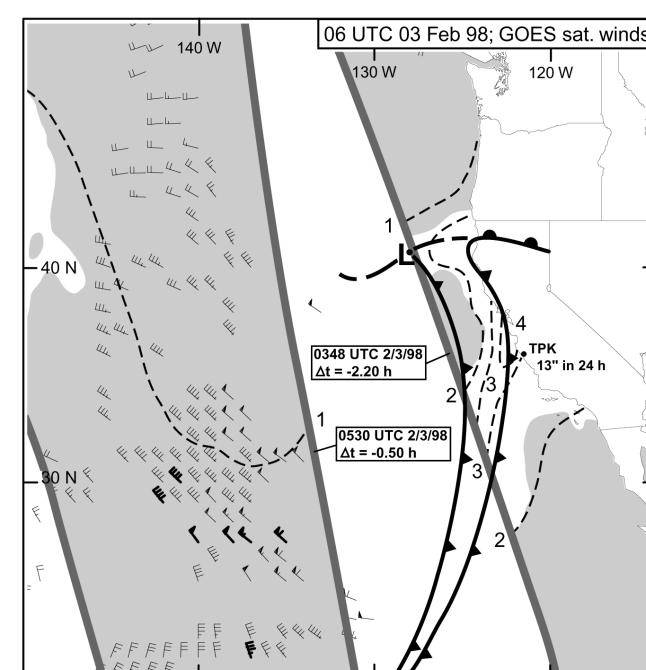 06 UTC 03 Feb 98; GOES sat. winds
140 W
130 W
120 W
1
L
40 N
4
TPK
13" in 24 h
0348 UTC 2/3/98
Δt = -2.20 h
3
2
1
0530 UTC 2/3/98
Δt = -0.50 h
3
30 N
2